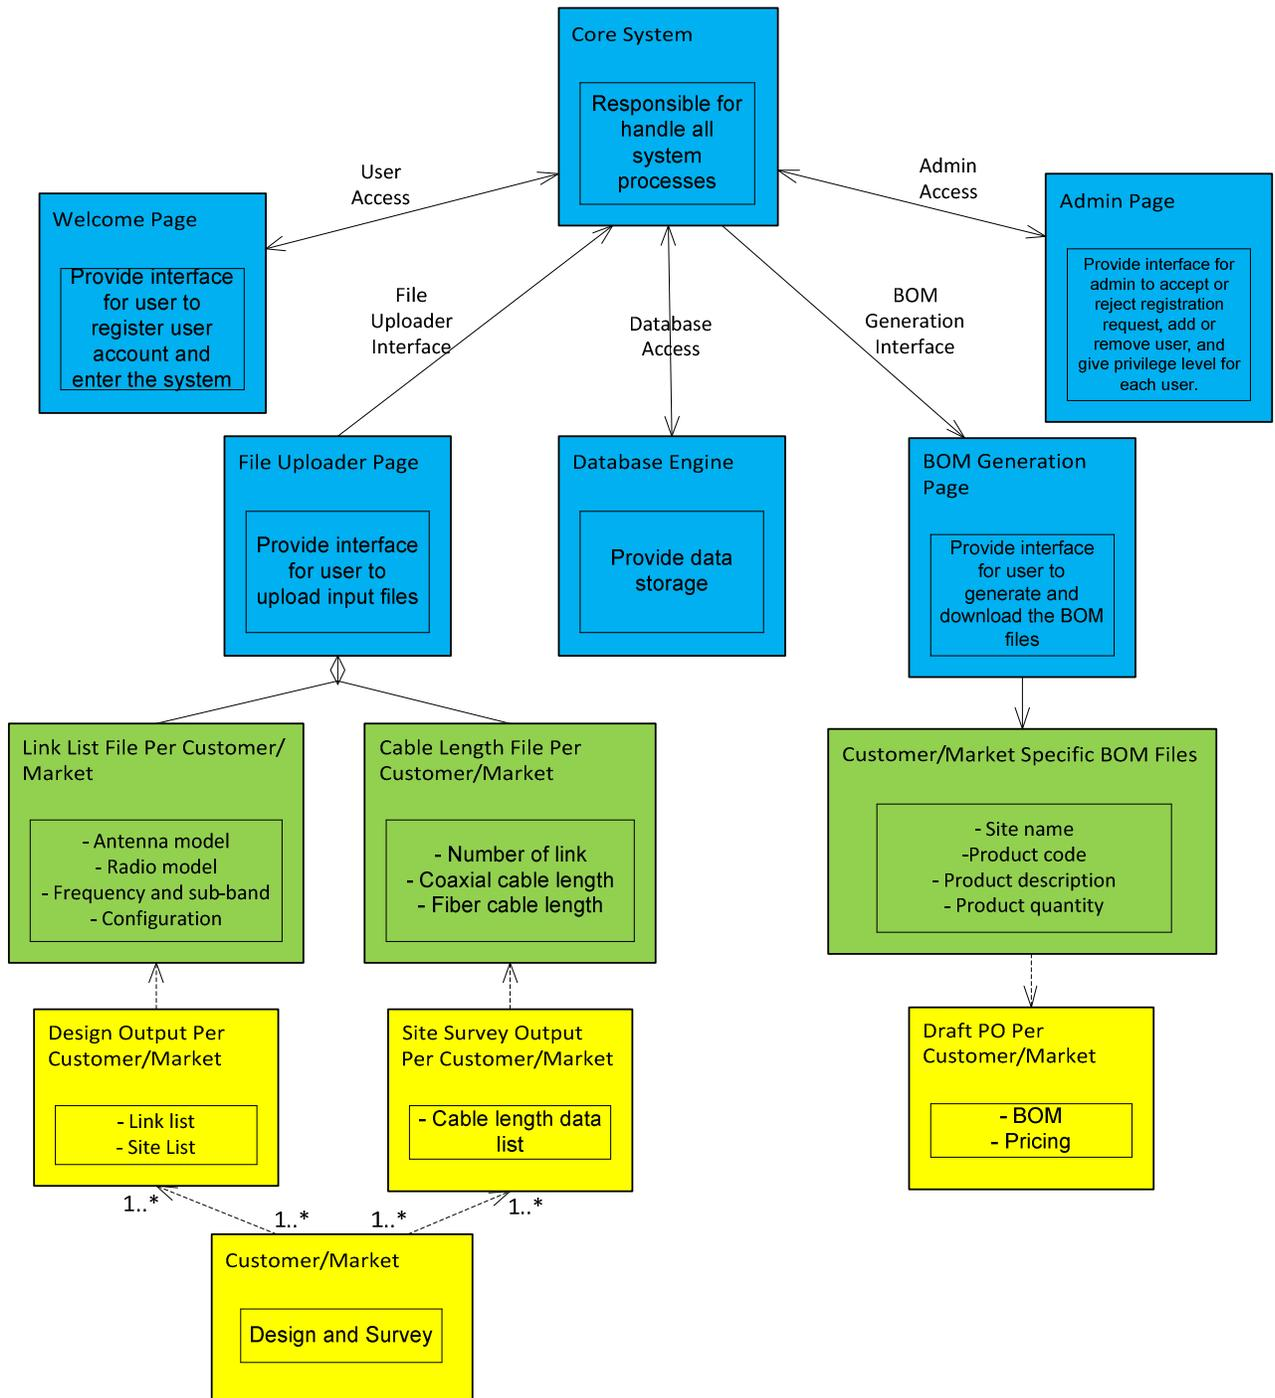 Core System
Responsible for
handle all
system
processes
User
Access
Admin
Access
Welcome Page
Provide interface
for user to
register user
account and
enter the system
Admin Page
Provide interface for
admin to accept or
reject registration
request, add or
remove user, and
give privilege level for
each user.
File
Uploader
Interface
Database
Access
BOM
Generation
Interface
File Uploader Page
Provide interface
for user to
upload input files
Database Engine
Provide data
storage
BOM Generation
Page
Provide interface
for user to
generate and
download the BOM
files
Link List File Per Customer/
Market
- Antenna model
- Radio model
- Frequency and sub-band
- Configuration
Cable Length File Per
Customer/Market
- Number of link
- Coaxial cable length
- Fiber cable length
Customer/Market Specific BOM Files
- Site name
-Product code
- Product description
- Product quantity
Design Output Per
Customer/Market
- Link list
- Site List
Site Survey Output
Per Customer/Market
- Cable length data
list
Draft PO Per
Customer/Market
- BOM
- Pricing
1..*
1..*
1..*
1..*
Customer/Market
Design and Survey